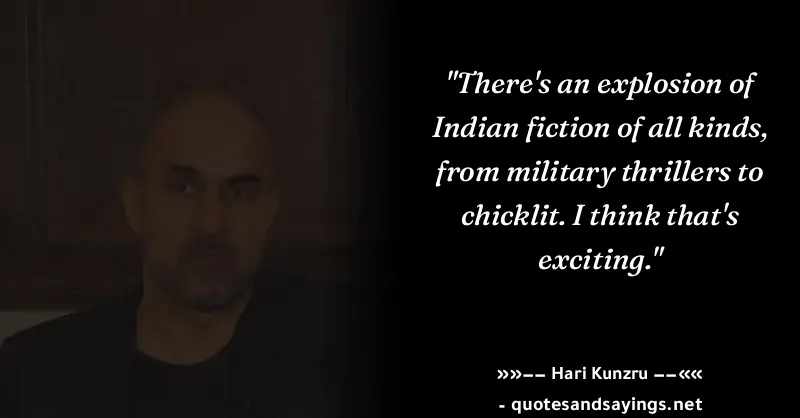 "There's an explosion of
Indian fiction of all kinds,
from military thrillers to
chicklit. I think that's
exciting."
»»−− Hari Kunzru −−««
- quotesandsayings.net